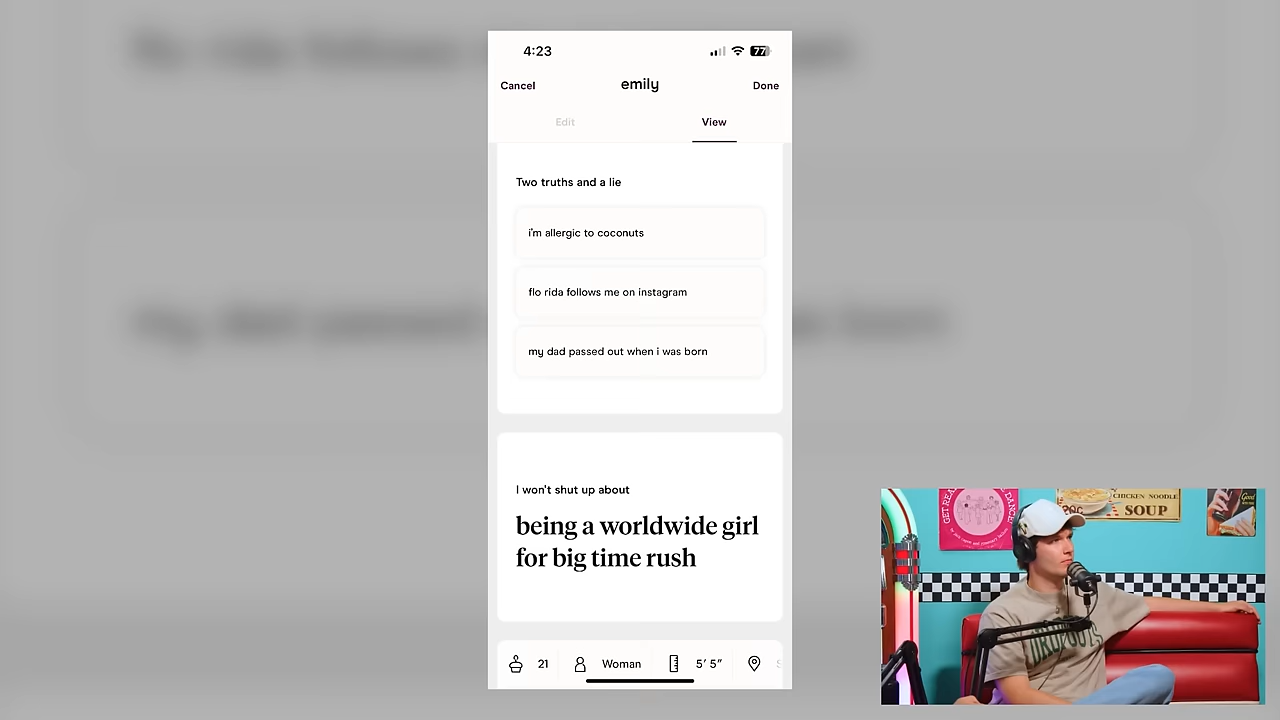 4:23
77
Cancel
emily
Done
Edit
View
Two truths and a lie
i'm allergic to coconuts
flo rida follows me on instagram
my dad passed out when i was born
I won't shut up about
being a worldwide girl
for big time rush
21
Woman
5' 5"
CHICKEN NOODLE
SOUP